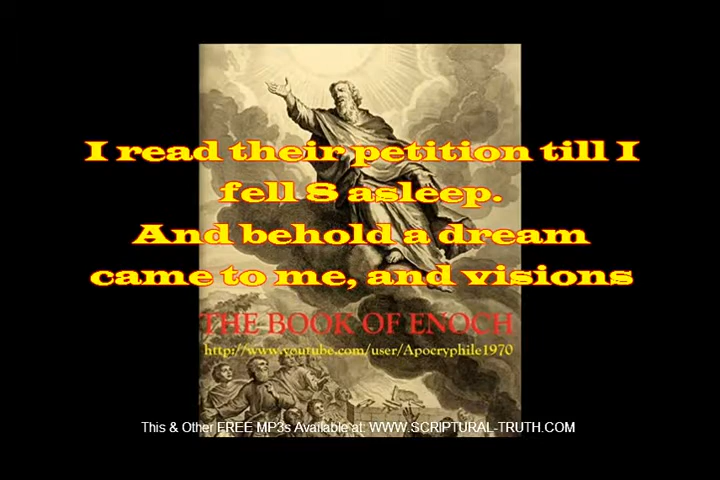 I read their petition till I
fell 8 asleep.
And behold a dream
came to me, and visions
THE BOOK OF ENOCH
http://www.youtube.com/user/Apocryphile1970
This & Other FREE MP3s Available at: WWW.SCRIPTURAL-TRUTH.COM